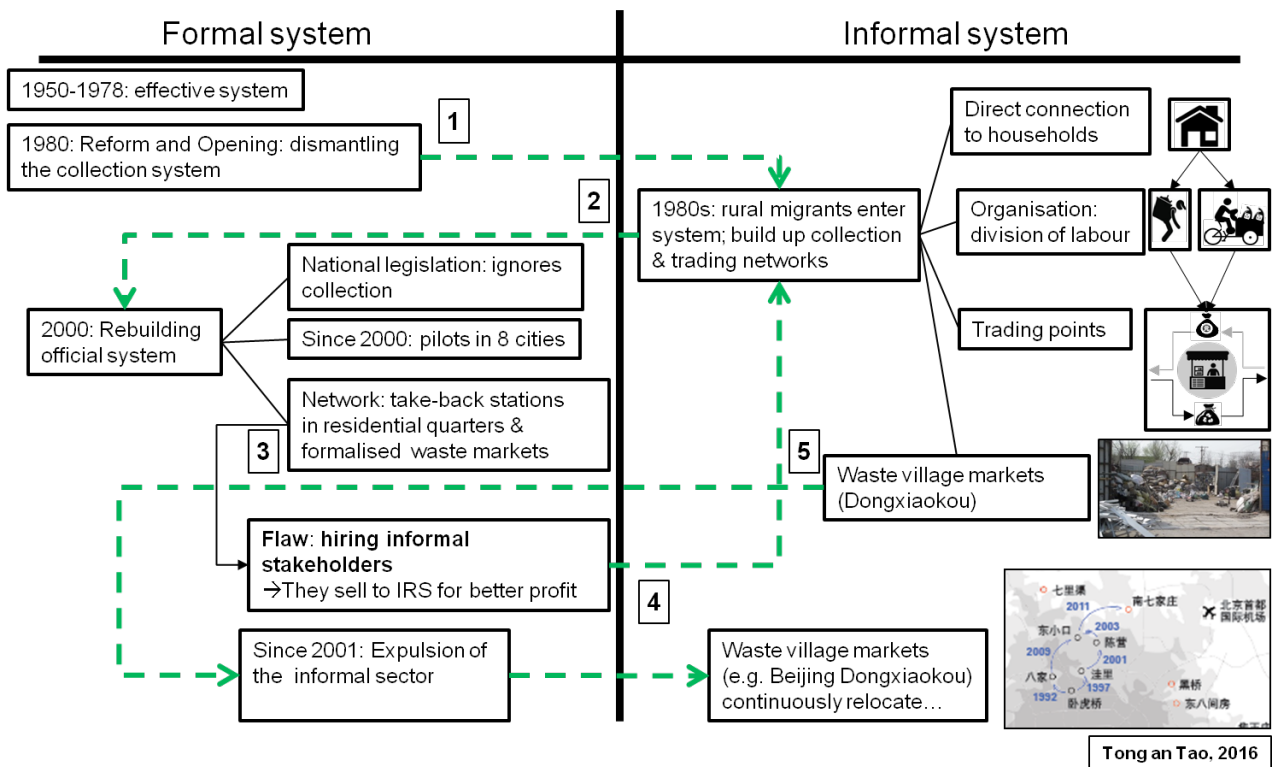 Formal system
Informal system
1950-1978: effective system
1980: Reform and Opening: dismantling
the collection system
1
2
National legislation: ignores
collection
2000: Rebuilding
official system
Since 2000: pilots in 8 cities
Network: take-back stations
in residential quarters &
formalised waste markets
3
Flaw: hiring informal
stakeholders
→They sell to IRS for better profit
Since 2001: Expulsion of
the informal sector
Direct connection
to households
1980s: rural migrants enter
system; build up collection
& trading networks
Organisation:
division of labour
Trading points
5
Waste village markets
(Dongxiaokou)
4
Waste village markets
(e.g. Beijing Dongxiaokou)
continuously relocate…
七里渠
南七家庄
北京首都
国际机场
2011
东小口
2003
陈营
2009
2001
八家
洼里
1997
1992
卧虎桥
黑桥
东八间房
Tong an Tao, 2016